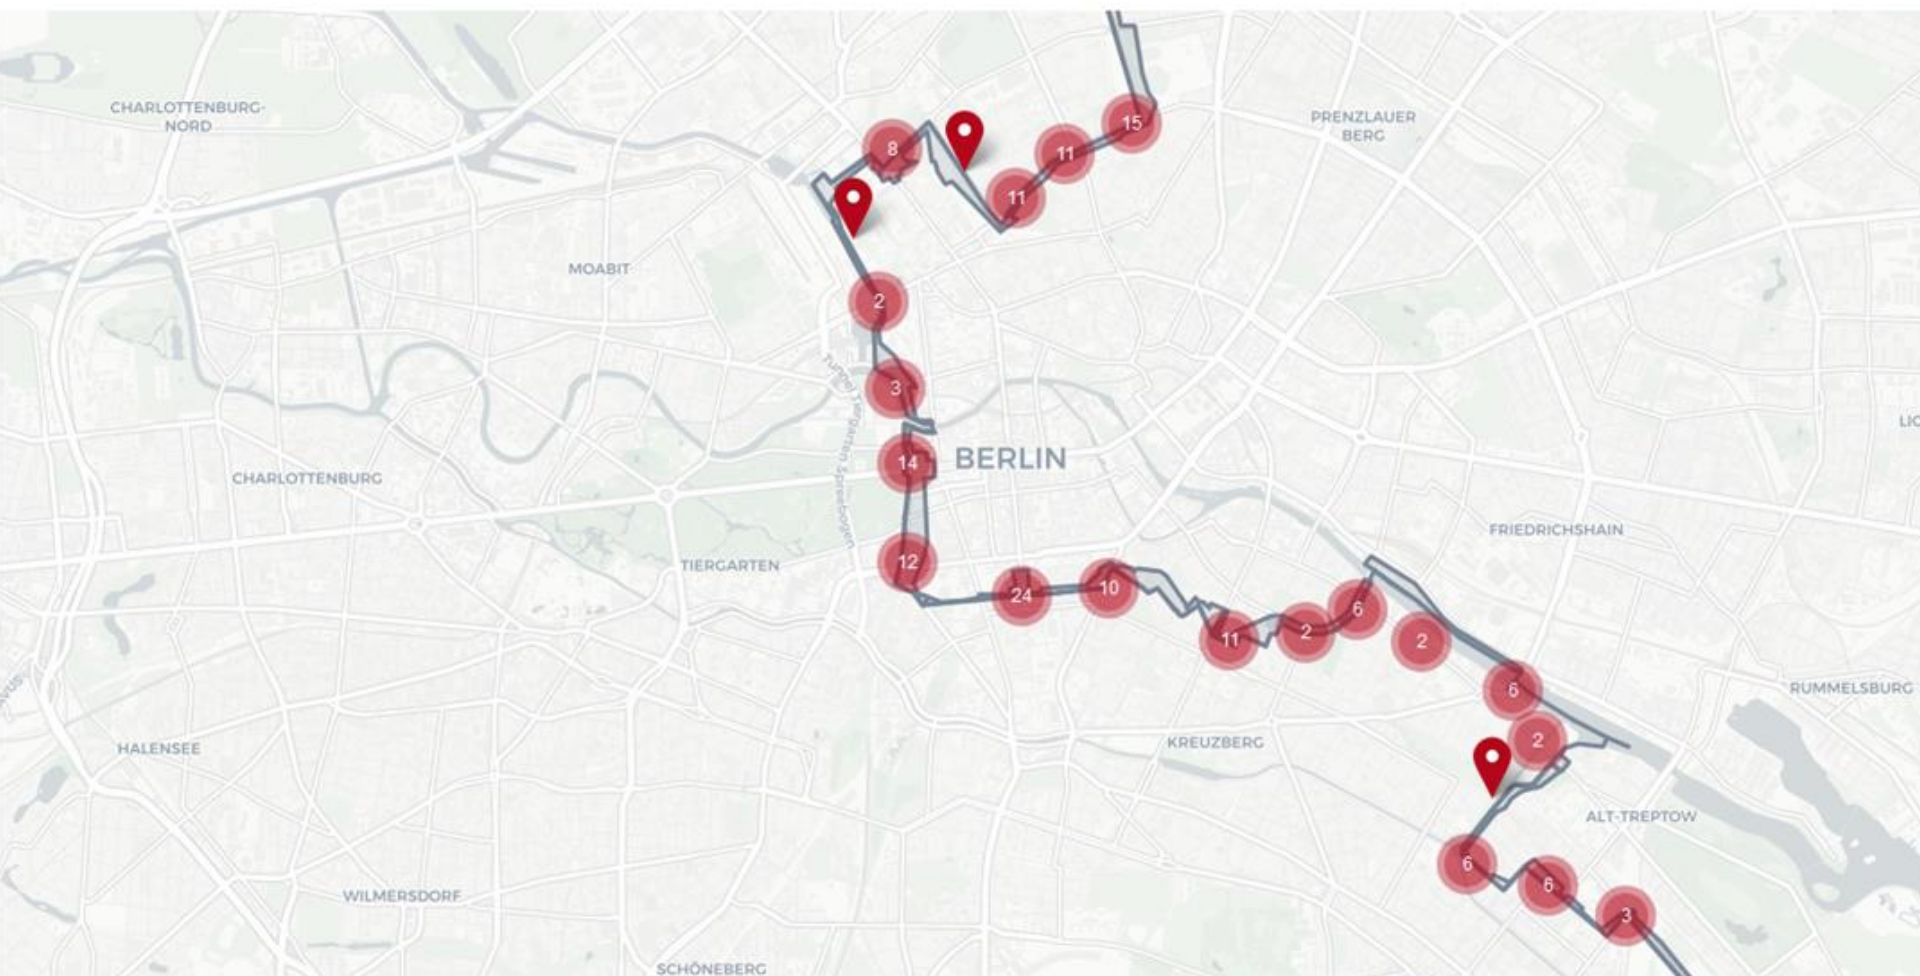 CHARLOTTENBURG-
NORD
PRENZLAUER
BERG
15
8
11
11
MOABIT
2
Tunnel Tiergarten Spreebogen
3
BERLIN
14
CHARLOTTENBURG
FRIEDRICHSHAIN
12
TIERGARTEN
24
10
6
11
2
2
6
RUMMELSBURG
2
HALENSEE
KREUZBERG
ALT-TREPTOW
6
6
WILMERSDORF
3
SCHÖNEBERG